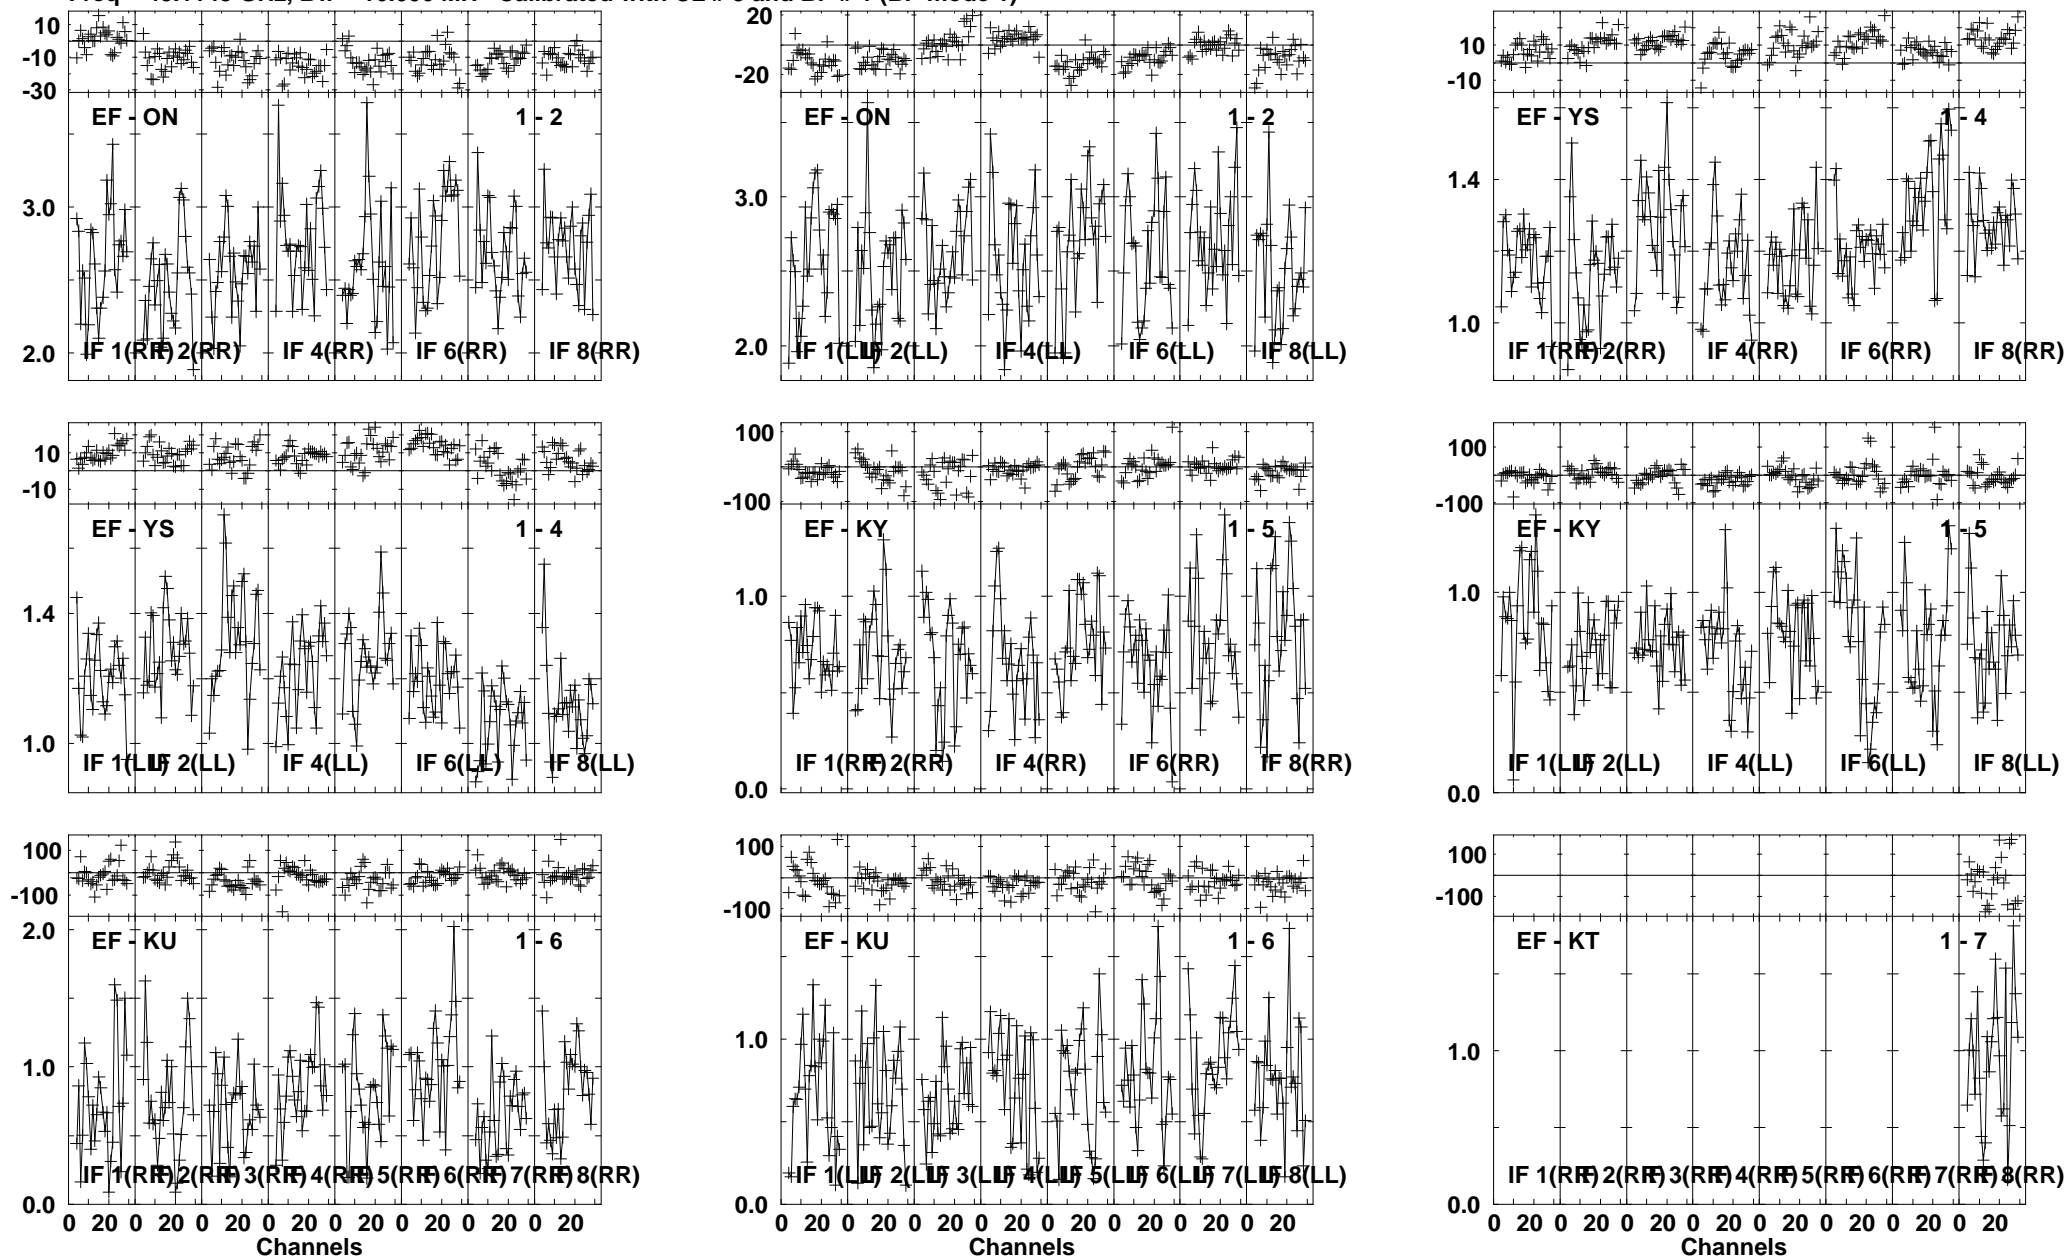 10
-10
-30
EF - ON 1 - 2
3.0
2.0
IF 1(RR) 2(RR) IF 4(RR) IF 6(RR) IF 8(RR)
20
-20
EF - ON 1 - 2
3.0
2.0
IF 1(LL) IF 2(LL) IF 4(LL) IF 6(LL) IF 8(LL)
10
-10
EF - YS 1 - 4
1.4
1.0
IF 1(RR) 2(RR) IF 4(RR) IF 6(RR) IF 8(RR)
10
-10
EF - YS 1 - 4
1.4
1.0
IF 1(LL) IF 2(LL) IF 4(LL) IF 6(LL) IF 8(LL)
100
-100
EF - KY 1 - 5
1.0
0.0
IF 1(RR) 2(RR) IF 4(RR) IF 6(RR) IF 8(RR)
100
-100
EF - KY 1 - 5
1.0
0.0
IF 1(LL) IF 2(LL) IF 4(LL) IF 6(LL) IF 8(LL)
100
-100
EF - KU 1 - 6
2.0
1.0
0.0
IF 1(RR) 2(RR) 3(RR) 4(RR) 5(RR) 6(RR) 7(RR) 8(RR)
0 20 0 20 0 20 0 20 0 20 0 20 0 20 0 20
Channels
100
-100
EF - KU 1 - 6
1.0
0.0
IF 1(LL) IF 2(LL) IF 3(LL) IF 4(LL) IF 5(LL) IF 6(LL) IF 7(LL) IF 8(LL)
0 20 0 20 0 20 0 20 0 20 0 20 0 20 0 20
Channels
100
-100
EF - KT 1 - 7
1.0
0.0
IF 1(RR) 2(RR) 3(RR) 4(RR) 5(RR) 6(RR) 7(RR) 8(RR)
0 20 0 20 0 20 0 20 0 20 0 20 0 20 0 20
Channels